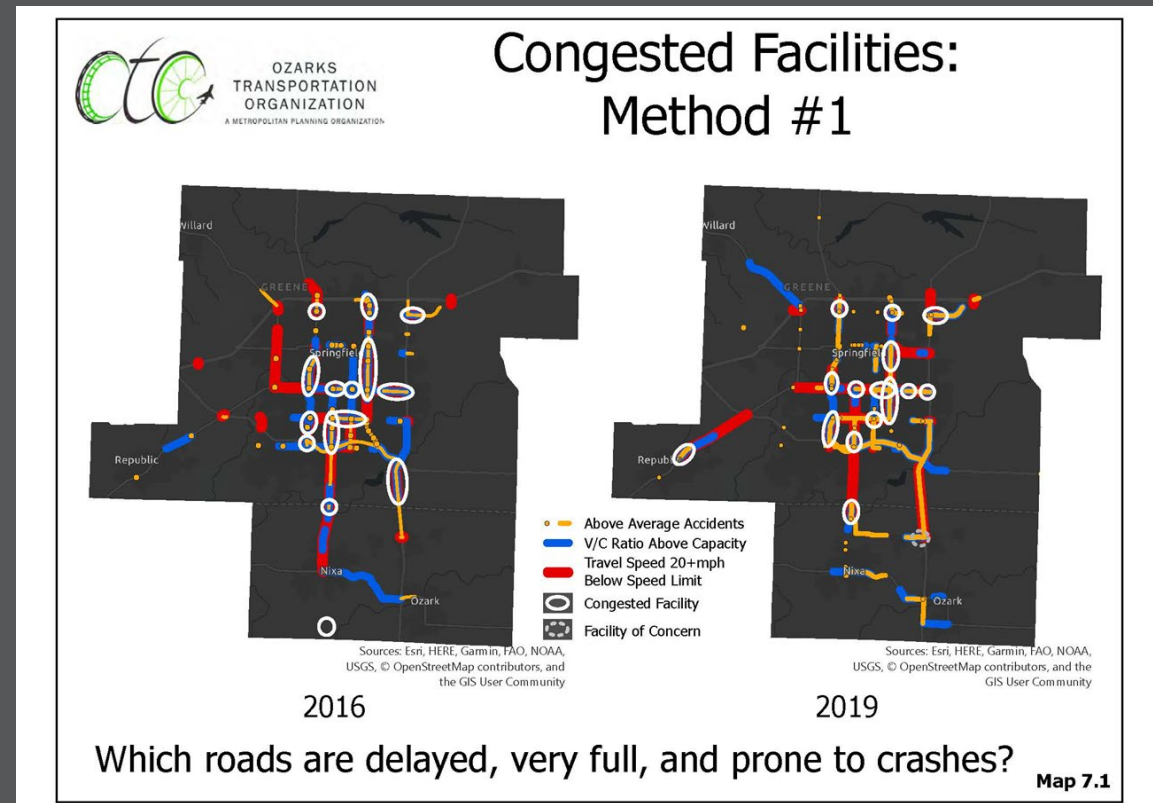 OZARKS
TRANSPORTATION
ORGANIZATION
A METROPOLITAN PLANNING ORGANIZATION
Congested Facilities:
Method #1
Willard
GREENE
Springfiel
Republic
Nixa
Ozark
Sources: Esri, HERE, Garmin, FAO, NOAA,
USGS, © OpenStreetMap contributors, and
the GIS User Community
2016
Above Average Accidents
V/C Ratio Above Capacity
Travel Speed 20+mph
Below Speed Limit
Congested Facility
Facility of Concern
Willard
GREENE
Springfiel
Republi
Nixa
Ozark
Sources: Esri, HERE, Garmin, FAO, NOAA,
USGS, © OpenStreetMap contributors, and the
GIS User Community
2019
Which roads are delayed, very full, and prone to crashes?
Map 7.1